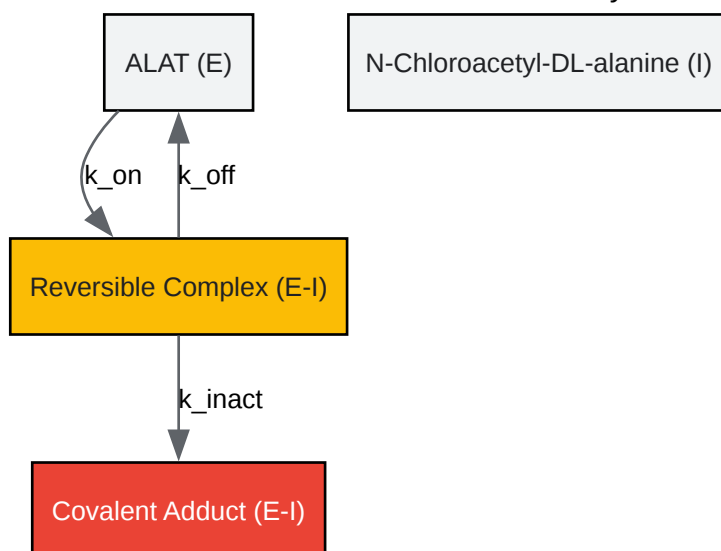 ALAT (E)
N-Chloroacetyl-DL-alanine (I)
k_on
k_off
Reversible Complex (E-I)
k_inact
Covalent Adduct (E-I)